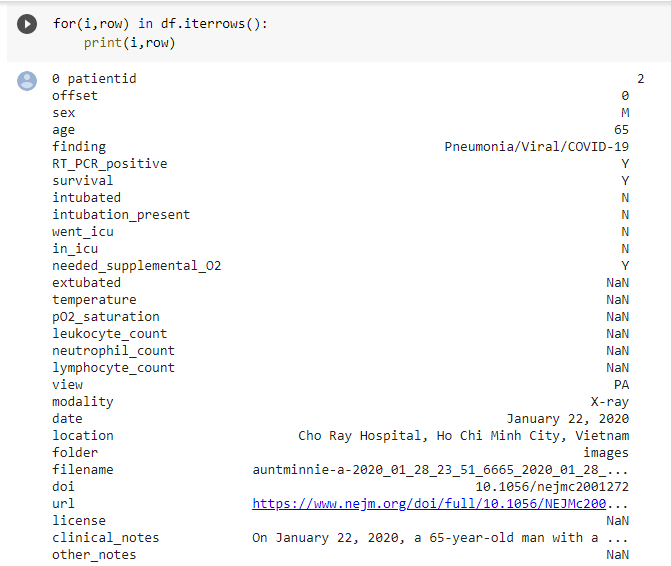 for(i,row) in df.iterrows():
print(i,row)
0 patientid 2
offset 0
sex M
age 65
finding Pneumonia/Viral/COVID-19
RT_PCR_positive Y
survival Y
intubated N
intubation_present N
went_icu N
in_icu N
needed_supplemental_O2 Y
extubated NaN
temperature NaN
pO2_saturation NaN
leukocyte_count NaN
neutrophil_count NaN
lymphocyte_count NaN
view PA
modality X-ray
date January 22, 2020
location Cho Ray Hospital, Ho Chi Minh City, Vietnam
folder images
filename auntminnie-a-2020_01_28_23_51_6665_2020_01_28_...
doi 10.1056/nejmc2001272
url https://www.nejm.org/doi/full/10.1056/NEJMc200...
license NaN
clinical_notes On January 22, 2020, a 65-year-old man with a ...
other_notes NaN